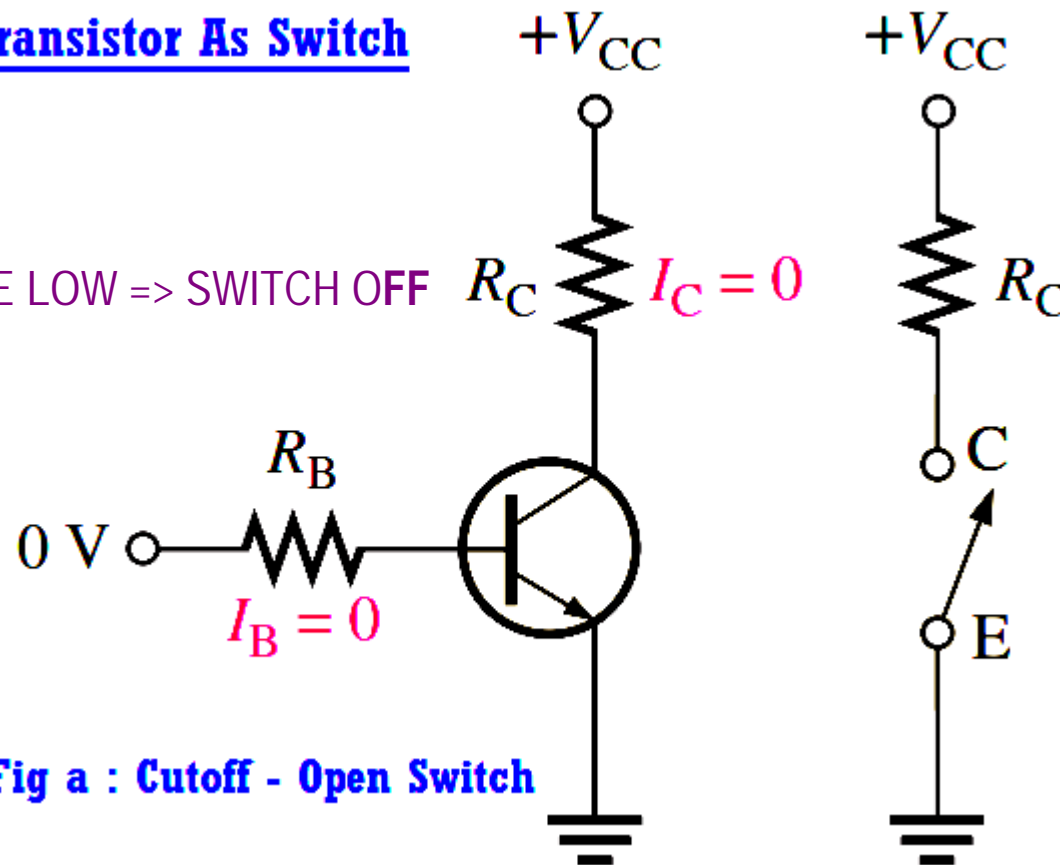 ransistor As Switch
+VCC
+VCC
E LOW => SWITCH OFF
RC
IC = 0
RC
RB
C
0 V
IB = 0
E
Fig a : Cutoff - Open Switch